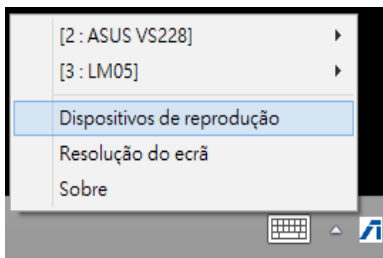 [2 : ASUS VS228]
[3 : LM05]
Dispositivos de reprodução
Resolução do ecrã
Sobre